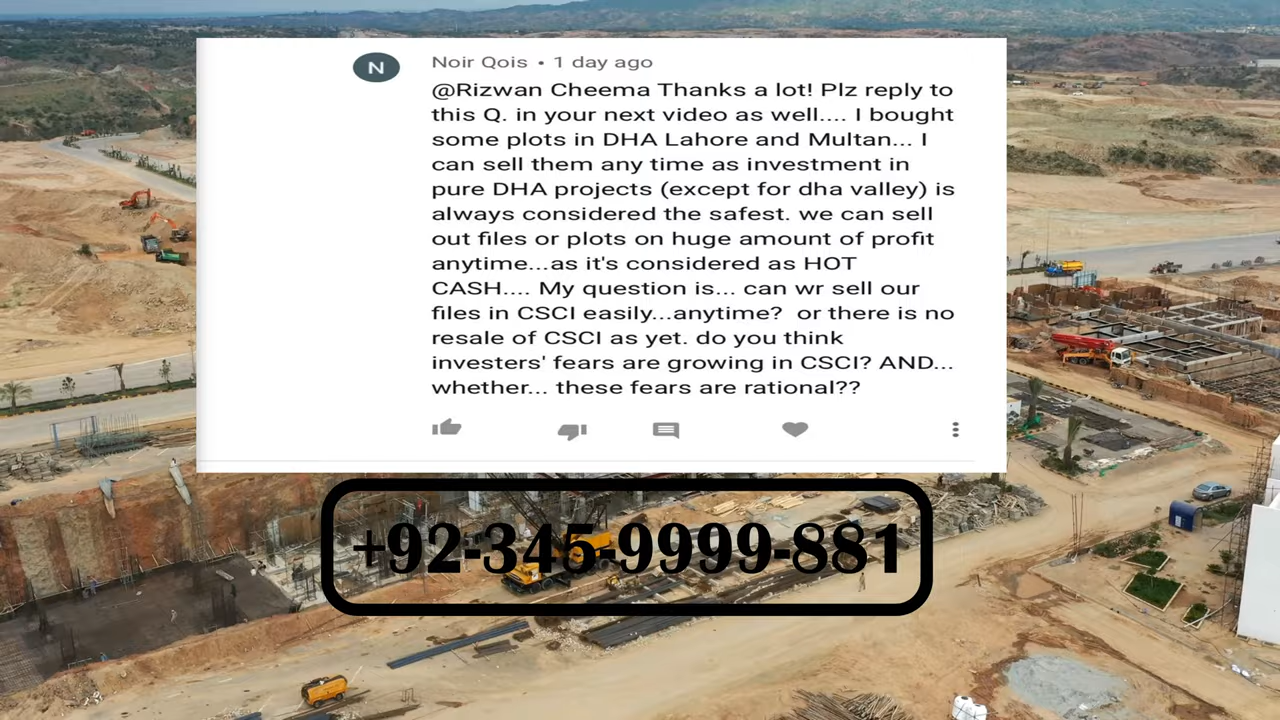 N
Noir Qois • 1 day ago
@Rizwan Cheema Thanks a lot! Plz reply to
this Q. in your next video as well.... I bought
some plots in DHA Lahore and Multan... I
can sell them any time as investment in
pure DHA projects (except for dha valley) is
always considered the safest. we can sell
out files or plots on huge amount of profit
anytime...as it's considered as HOT
CASH.... My question is... can wr sell our
files in CSCI easily...anytime?  or there is no
resale of CSCI as yet. do you think
investers' fears are growing in CSCI? AND...
whether... these fears are rational??
+92-345-9999-881